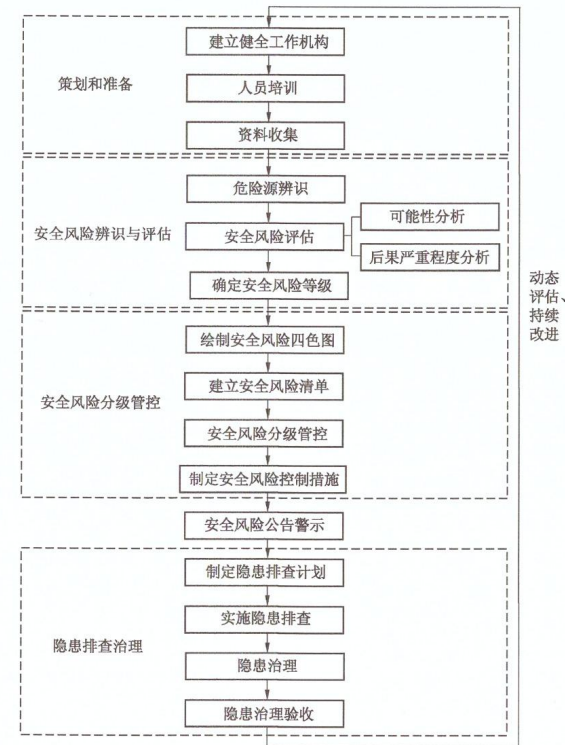 建立健全工作机构
策划和准备
人员培训
资料收集
危险源辨识
可能性分析
安全风险辨识与评估
安全风险评估
后果严重程度分析
确定安全风险等级
动态
评估、
持续
改进
绘制安全风险四色图
建立安全风险清单
安全风险分级管控
安全风险分级管控
制定安全风险控制措施
安全风险公告警示
制定隐患排查计划
实施隐患排查
隐患排查治理
隐患治理
隐患治理验收